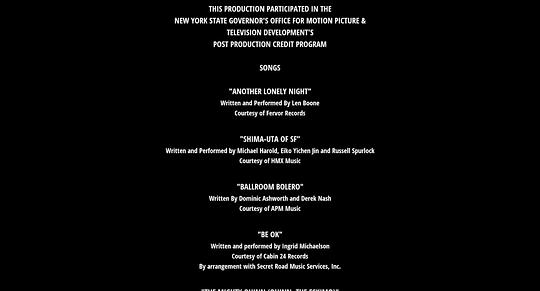 THIS PRODUCTION PARTICIPATED IN THE
NEW YORK STATE GOVERNOR'S OFFICE FOR MOTION PICTURE &
TELEVISION DEVELOPMENT'S
POST PRODUCTION CREDIT PROGRAM
SONGS
"ANOTHER LONELY NIGHT"
Written and Performed By Len Boone
Courtesy of Fervor Records
"SHIMA-UTA OF SF"
Written and Performed by Michael Harold, Eiko Yichen Jin and Russell Spurlock
Courtesy of HMX Music
"BALLROOM BOLERO"
Written By Dominic Ashworth and Derek Nash
Courtesy of APM Music
"BE OK"
Written and performed by Ingrid Michaelson
Courtesy of Cabin 24 Records
By arrangement with Secret Road Music Services, Inc.